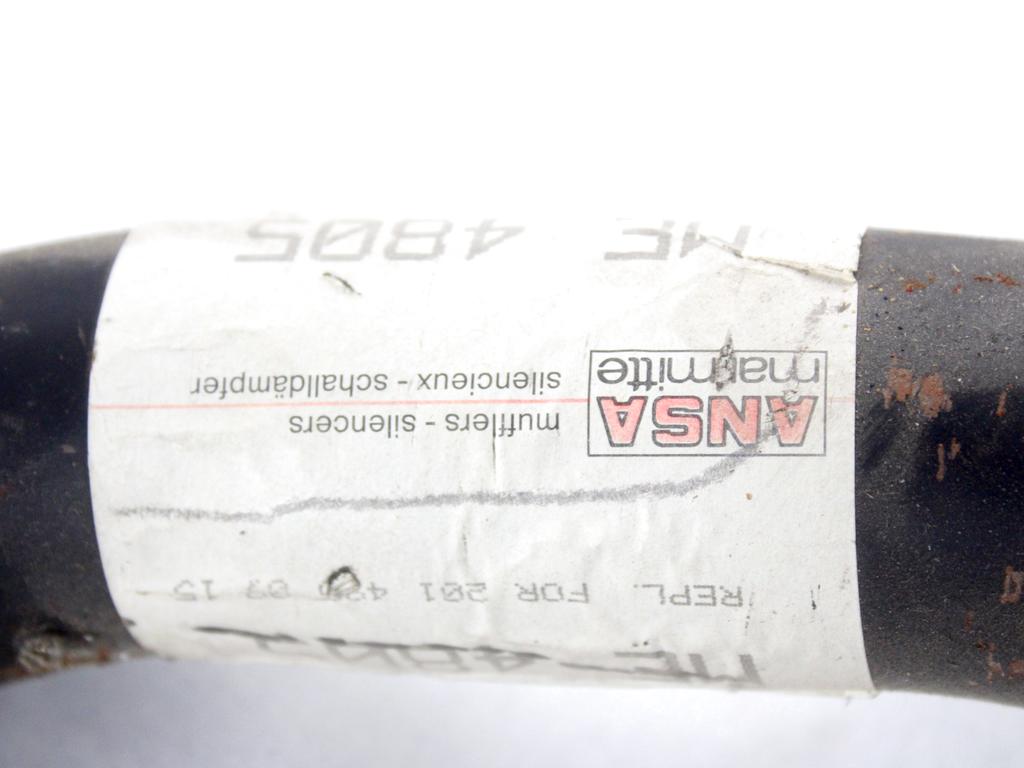 REPL. FOR 201 09 15
ANSA
marmitte
mufflers - silencers
silencieux - schalldämpfer
ME 4805